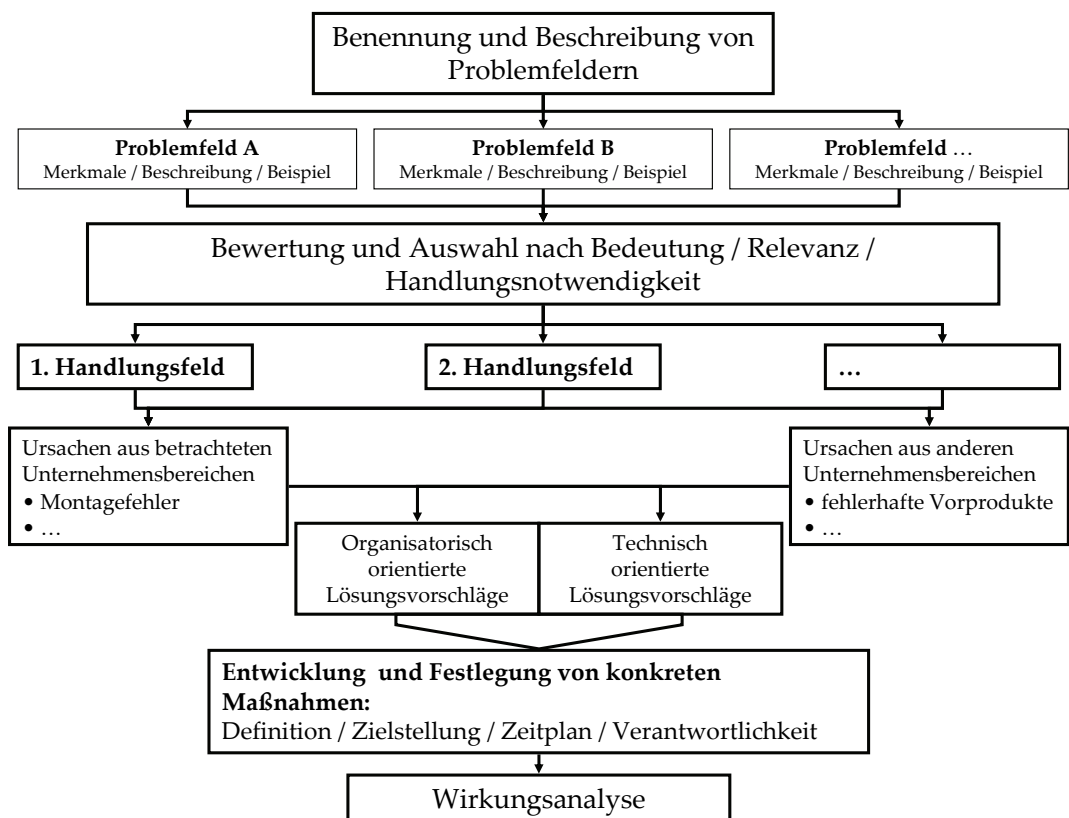 Benennung und Beschreibung von
Problemfeldern
Problemfeld A
Merkmale / Beschreibung / Beispiel
Problemfeld B
Merkmale / Beschreibung / Beispiel
Problemfeld …
Merkmale / Beschreibung / Beispiel
Bewertung und Auswahl nach Bedeutung / Relevanz /
Handlungsnotwendigkeit
1. Handlungsfeld
2. Handlungsfeld
…
Ursachen aus betrachteten
Unternehmensbereichen
• Montagefehler
• …
Ursachen aus anderen
Unternehmensbereichen
• fehlerhafte Vorprodukte
• …
Organisatorisch
orientierte
Lösungsvorschläge
Technisch
orientierte
Lösungsvorschläge
Entwicklung  und Festlegung von konkreten
Maßnahmen:
Definition / Zielstellung / Zeitplan / Verantwortlichkeit
Wirkungsanalyse